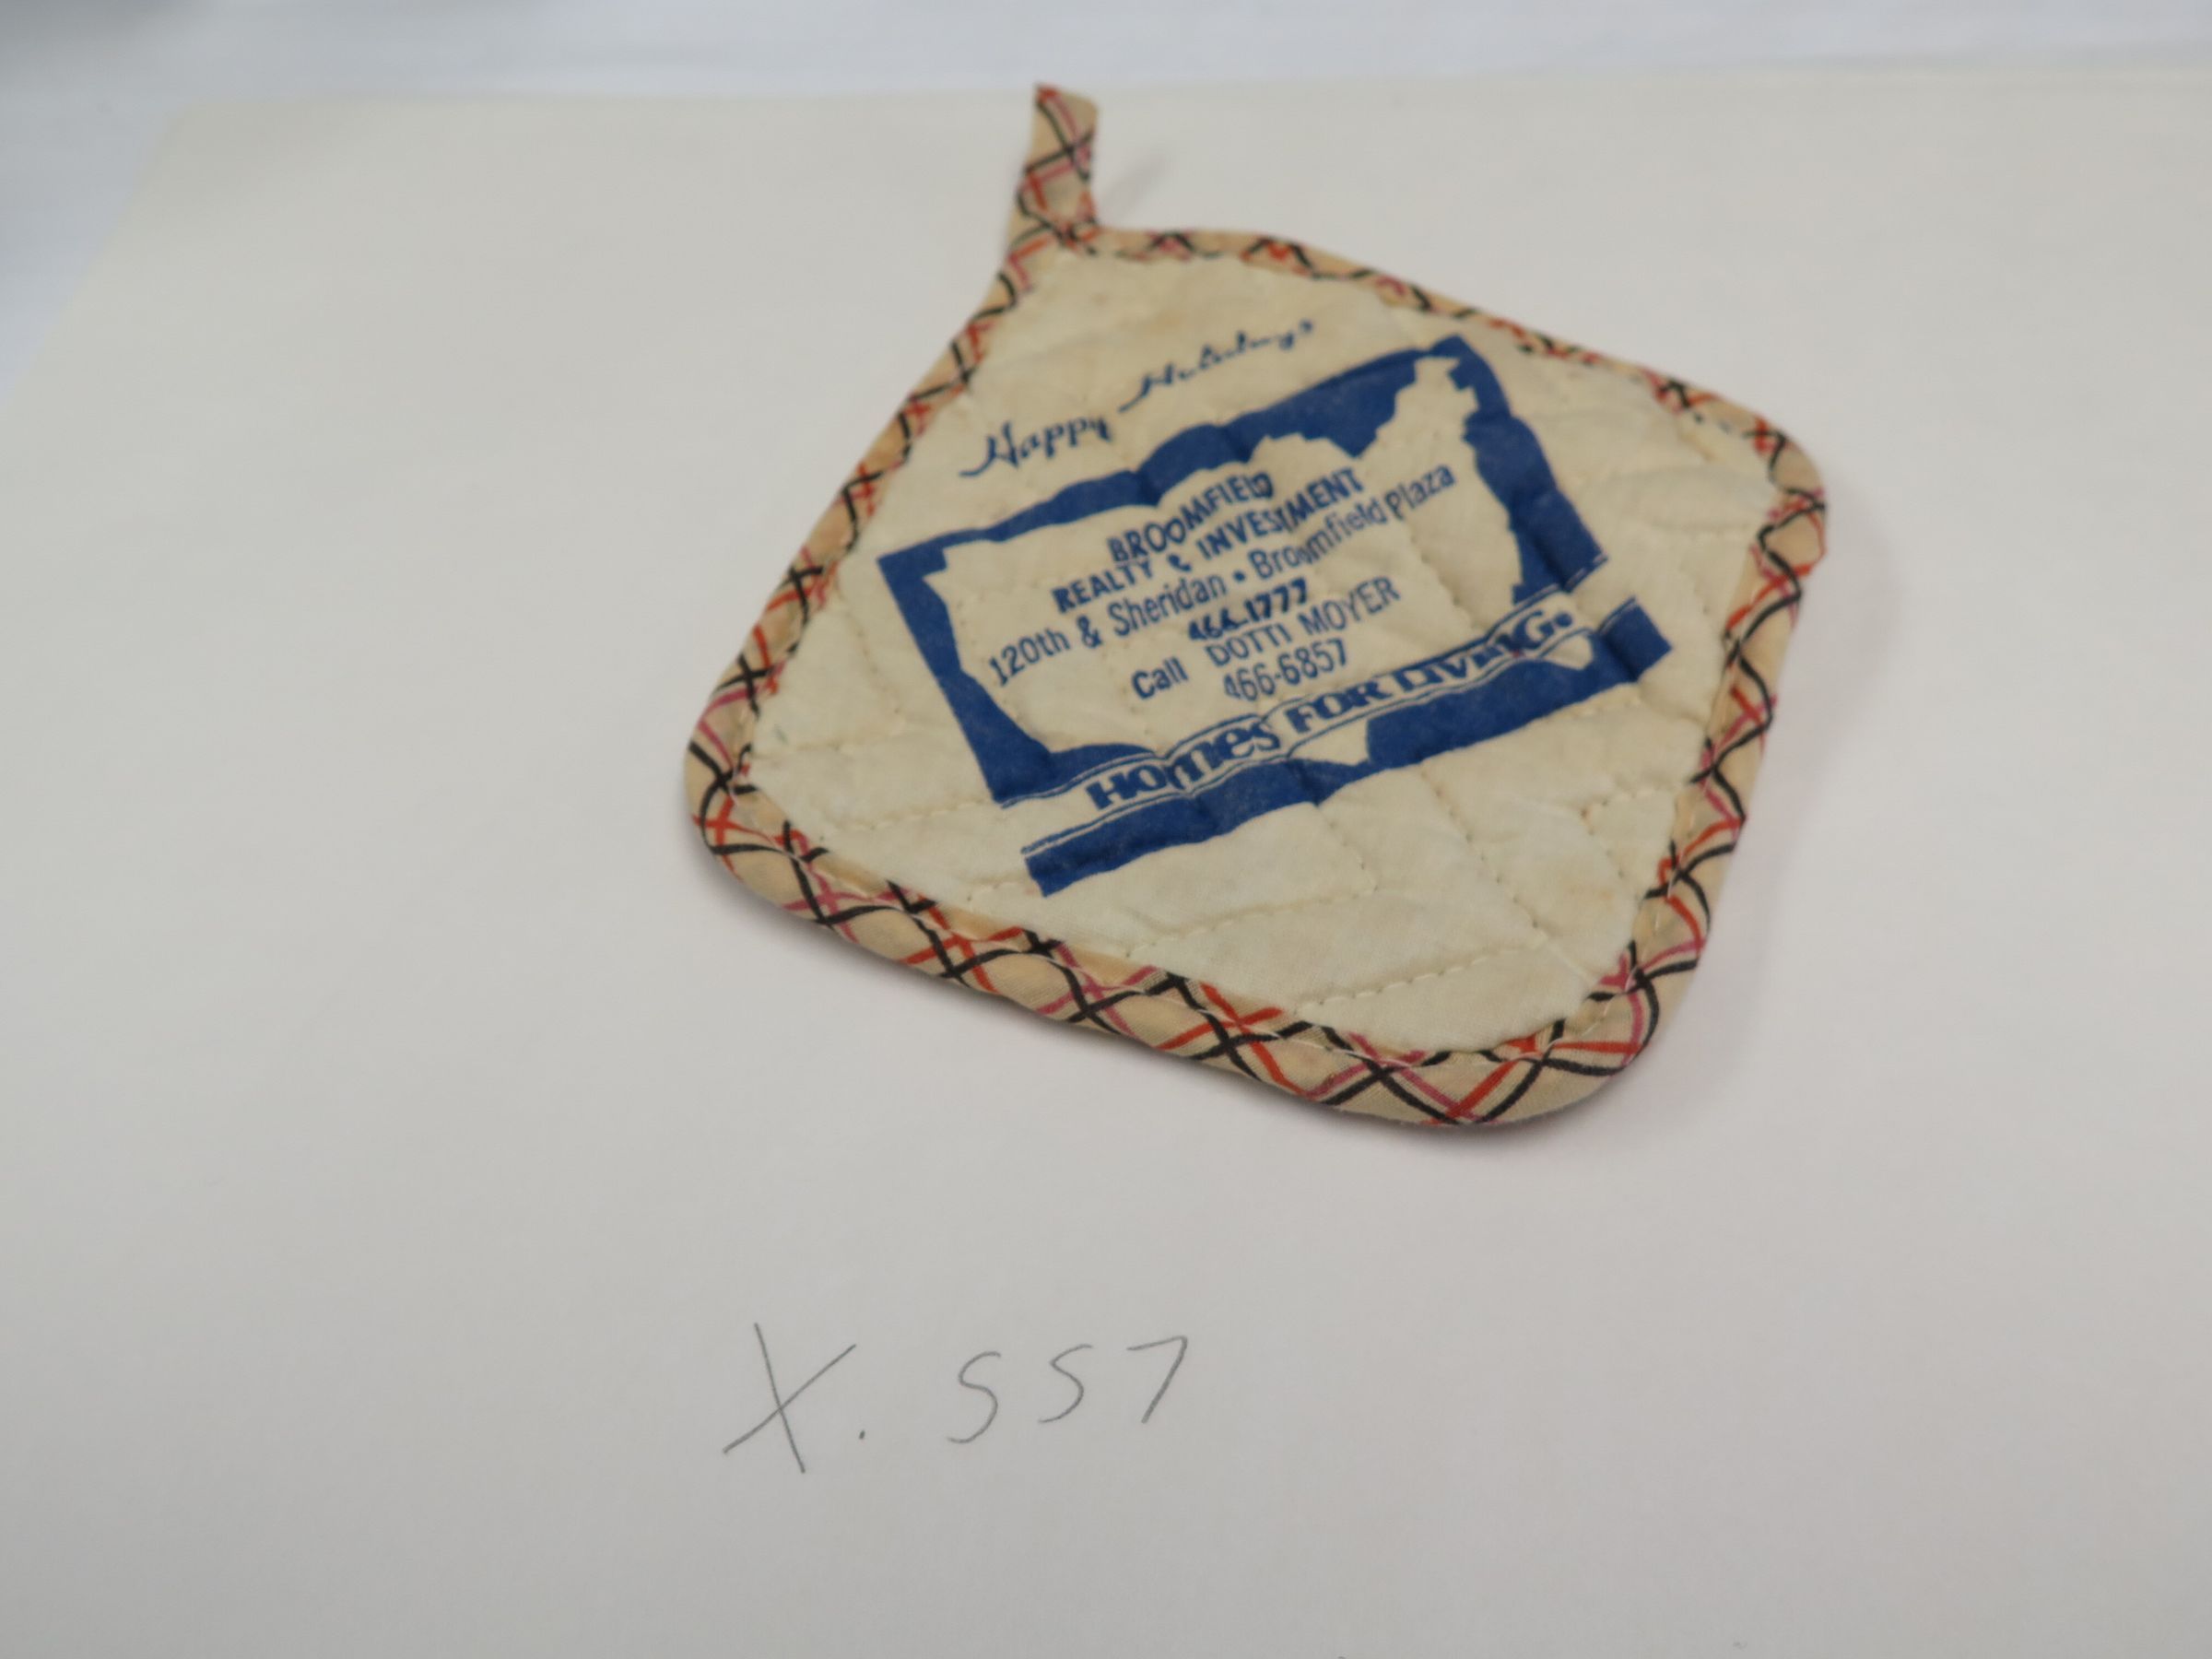 Happy Holidays
BROOMFIELD
REALTY & INVESTMENT
120th & Sheridan • Broomfield Plaza
466-1777
Call DOTTI MOYER
466-6857
HOMES FOR LIVING.
X. 557